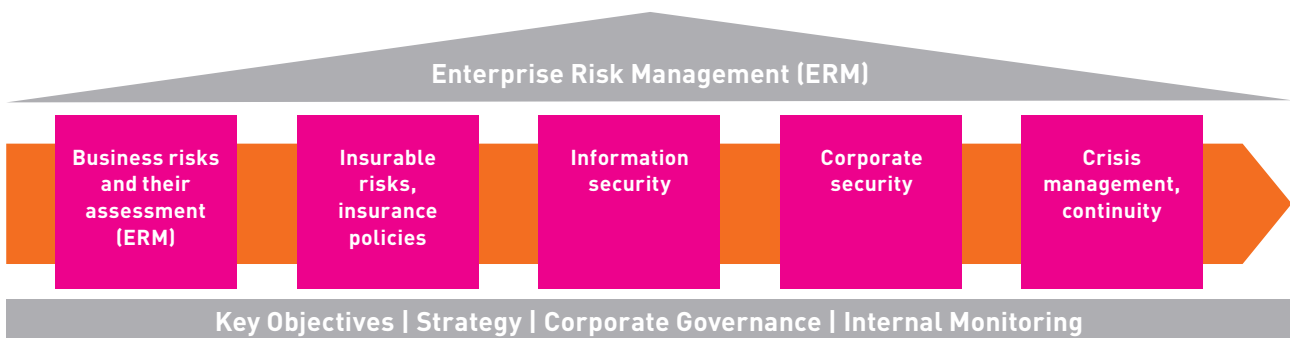 Enterprise Risk Management (ERM)
Business risks
and their
assessment
(ERM)
Insurable
risks,
insurance
policies
Information
security
Corporate
security
Crisis
management,
continuity
Key Objectives | Strategy | Corporate Governance | Internal Monitoring